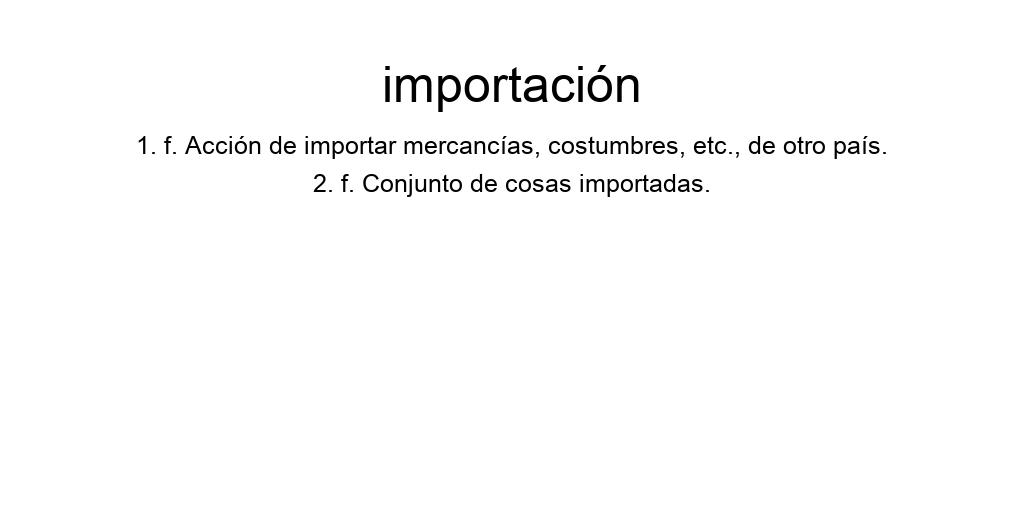 importación
1. f. Acción de importar mercancías, costumbres, etc., de otro país.
2. f. Conjunto de cosas importadas.